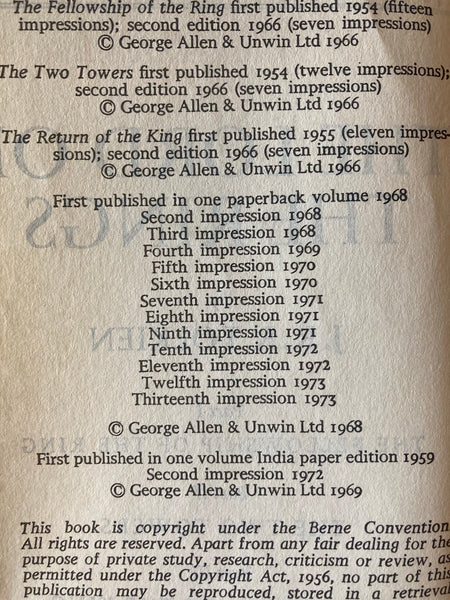 The Fellowship of the Ring first published 1954 (fifteen
impressions); second edition 1966 (seven impressions)
© George Allen & Unwin Ltd 1966
The Two Towers first published 1954 (twelve impressions);
second edition 1966 (seven impressions)
© George Allen & Unwin Ltd 1966
The Return of the King first published 1955 (eleven impres-
sions); second edition 1966 (seven impressions)
© George Allen & Unwin Ltd 1966
First published in one paperback volume 1968
Second impression 1968
Third impression 1968
Fourth impression 1969
Fifth impression 1970
Sixth impression 1970
Seventh impression 1971
Eighth impression 1971
Ninth impression 1971
Tenth impression 1972
Eleventh impression 1972
Twelfth impression 1973
Thirteenth impression 1973
© George Allen & Unwin Ltd 1968
First published in one volume India paper edition 1959
Second impression 1972
© George Allen & Unwin Ltd 1969
This book is copyright under the Berne Convention
All rights are reserved. Apart from any fair dealing for the
purpose of private study, research, criticism or review, as
permitted under the Copyright Act, 1956, no part of this
publication may be reproduced, stored in a retrieval